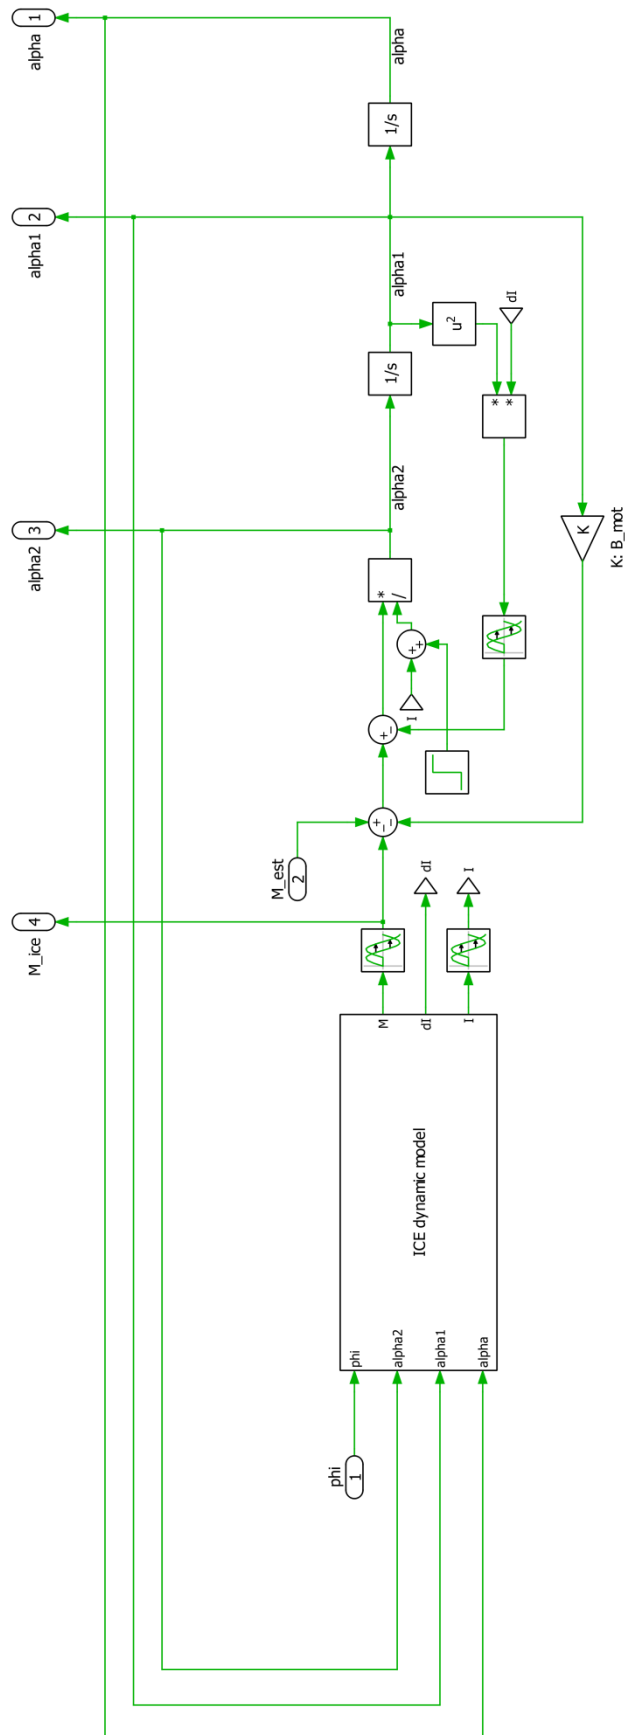 1
alpha
alpha
1/s
2
alpha1
alpha1
u²
dI
1/s
*
*
alpha2
3
alpha2
K
K: B_mot
*
/
+
+
I
+
-
+
-
-
M_est
2
dI
I
4
M_ice
M
dI
I
ICE dynamic model
phi
alpha2
alpha1
alpha
phi
1